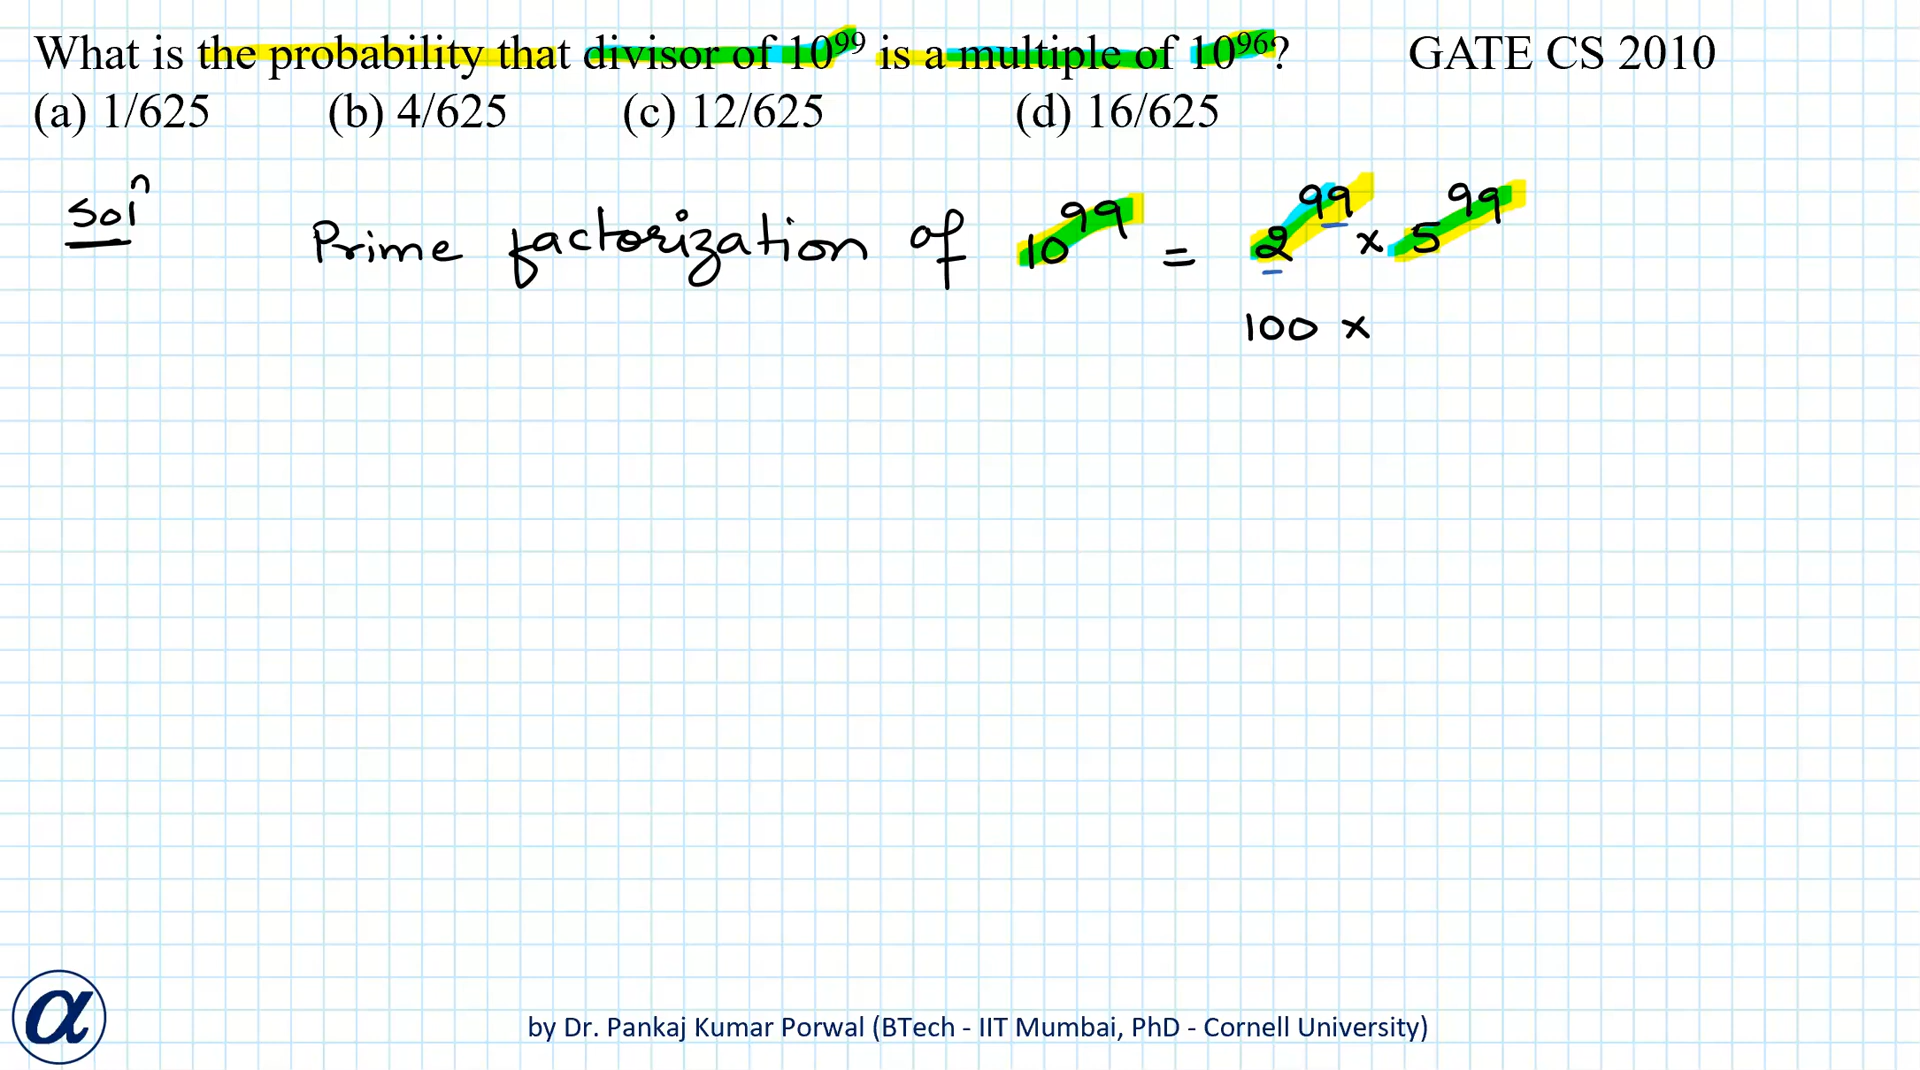 What is the probability that divisor of 10⁹⁹ is a multiple of 10⁹⁶? GATE CS 2010
(a) 1/625 (b) 4/625 (c) 12/625 (d) 16/625
Solⁿ Prime factorization of 10⁹⁹ = 2⁹⁹ × 5⁹⁹
100 ×
α
by Dr. Pankaj Kumar Porwal (BTech - IIT Mumbai, PhD - Cornell University)